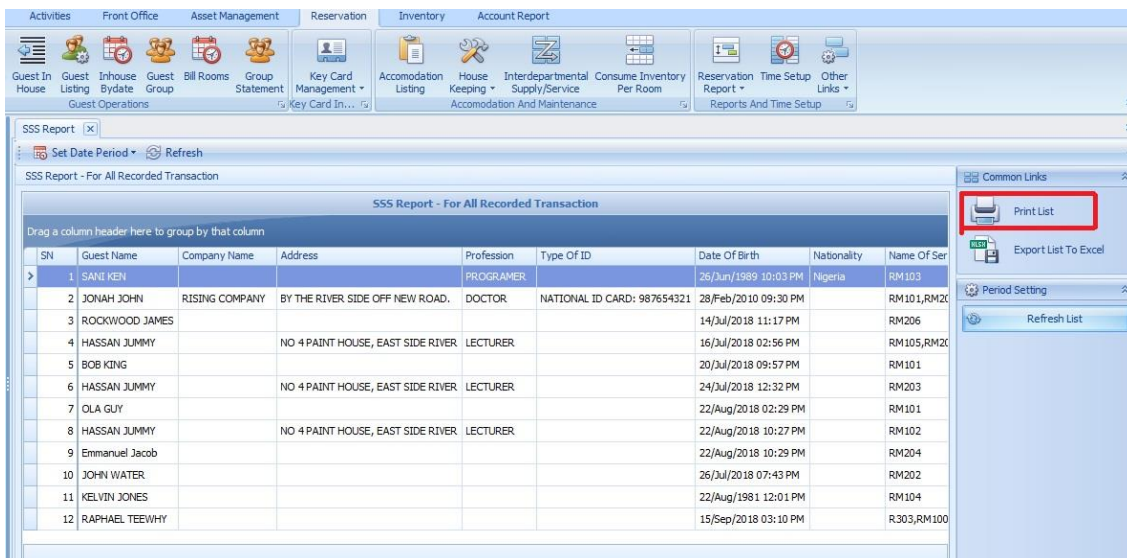 Activities Front Office Asset Management Reservation Inventory Account Report
Guest In House Guest Listing Inhouse Bydate Guest Group Bill Rooms Group Statement Key Card Management Accomodation Listing House Keeping Interdepartmental Supply/Service Consume Inventory Per Room Reservation Report Time Setup Other Links
Guest Operations Key Card In... Accomodation And Maintenance Reports And Time Setup
SSS Report
Set Date Period Refresh
SSS Report - For All Recorded Transaction Common Links
SSS Report - For All Recorded Transaction
Print List
Drag a column header here to group by that column
XLSX Export List To Excel
SN Guest Name Company Name Address Profession Type Of ID Date Of Birth Nationality Name Of Ser
1 SANI KEN PROGRAMER 26/Jun/1989 10:03 PM Nigeria RM103
Period Setting
2 JONAH JOHN RISING COMPANY BY THE RIVER SIDE OFF NEW ROAD. DOCTOR NATIONAL ID CARD: 987654321 28/Feb/2010 09:30 PM RM101,RM20
3 ROCKWOOD JAMES 14/Jul/2018 11:17 PM RM206
Refresh List
4 HASSAN JUMMY NO 4 PAINT HOUSE, EAST SIDE RIVER LECTURER 16/Jul/2018 02:56 PM RM105,RM20
5 BOB KING 20/Jul/2018 09:57 PM RM101
6 HASSAN JUMMY NO 4 PAINT HOUSE, EAST SIDE RIVER LECTURER 24/Jul/2018 12:32 PM RM203
7 OLA GUY 22/Aug/2018 02:29 PM RM101
8 HASSAN JUMMY NO 4 PAINT HOUSE, EAST SIDE RIVER LECTURER 22/Aug/2018 10:27 PM RM102
9 Emmanuel Jacob 22/Aug/2018 10:29 PM RM204
10 JOHN WATER 26/Jul/2018 07:43 PM RM202
11 KELVIN JONES 22/Aug/1981 12:01 PM RM104
12 RAPHAEL TEEWHY 15/Sep/2018 03:10 PM R303,RM100